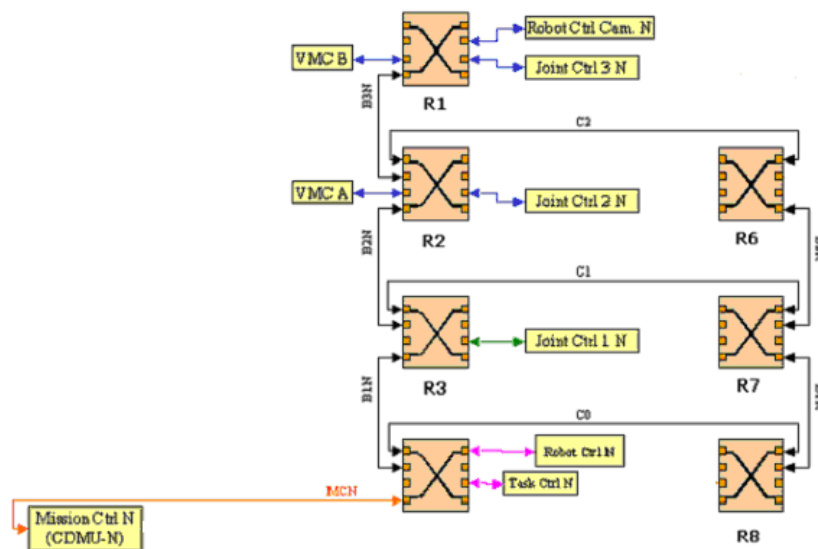 Robot Ctrl Cam. N
VMC B
Joint Ctrl 3 N
R1
B3N
C2
VMC A
Joint Ctrl 2 N
R2
R6
B2N
C1
Joint Ctrl 1 N
R3
R7
B1N
C0
Robot Ctrl N
Task Ctrl N
MCN
Mission Ctrl N
(CDMU-N)
R8